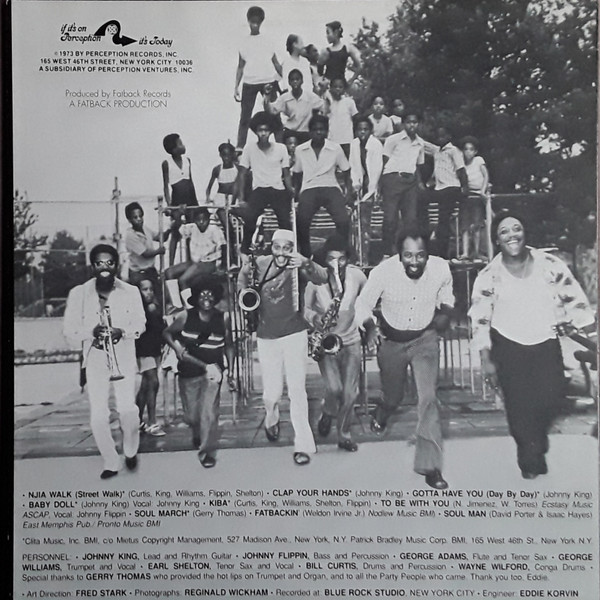 if it's on
Perception it's Today
© 1973 BY PERCEPTION RECORDS, INC.
165 WEST 46TH STREET, NEW YORK CITY 10036
A SUBSIDIARY OF PERCEPTION VENTURES, INC.
Produced by Fatback Records
A FATBACK PRODUCTION
• NJIA WALK (Street Walk)* (Curtis, King, Williams, Flippin, Shelton) • CLAP YOUR HANDS* (Johnny King) • GOTTA HAVE YOU (Day By Day)* (Johnny King)
• BABY DOLL* (Johnny King) Vocal: Johnny King • KIBA* (Curtis, King, Williams, Flippin, Shelton) • TO BE WITH YOU (N. Jimenez, W. Torres) Ecstasy Music
ASCAP, Vocal: Johnny Flippin • SOUL MARCH* (Gerry Thomas) • FATBACKIN' (Weldon Irvine Jr.) Nodlew Music BMI) • SOUL MAN (David Porter & Isaac Hayes)
East Memphis Pub./ Pronto Music BMI
*Clita Music, Inc. BMI, c/o Mietus Copyright Management, 527 Madison Ave., New York, N.Y. Patrick Bradley Music Corp. BMI, 165 West 46th St., New York N.Y.
PERSONNEL: • JOHNNY KING, Lead and Rhythm Guitar • JOHNNY FLIPPIN, Bass and Percussion • GEORGE ADAMS, Flute and Tenor Sax • GEORGE
WILLIAMS, Trumpet and Vocal • EARL SHELTON, Tenor Sax and Vocal • BILL CURTIS, Drums and Percussion • WAYNE WILFORD, Conga Drums •
Special thanks to GERRY THOMAS who provided the hot lips on Trumpet and Organ, and to all the Party People who came. Thank you too, Eddie.
• Art Direction: FRED STARK • Photographs: REGINALD WICKHAM • Recorded at: BLUE ROCK STUDIO, NEW YORK CITY • Engineer: EDDIE KORVIN